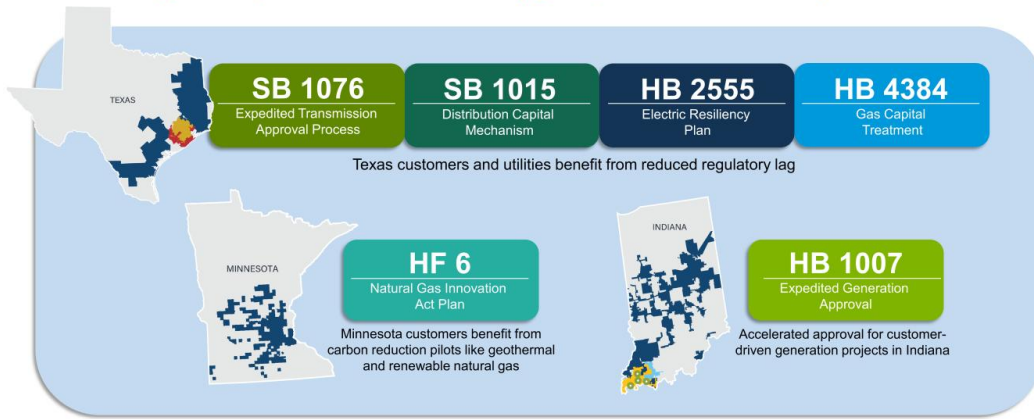 TEXAS
SB 1076
Expedited Transmission
Approval Process
SB 1015
Distribution Capital
Mechanism
HB 2555
Electric Resiliency
Plan
HB 4384
Gas Capital
Treatment
Texas customers and utilities benefit from reduced regulatory lag
MINNESOTA
HF 6
Natural Gas Innovation
Act Plan
Minnesota customers benefit from
carbon reduction pilots like geothermal
and renewable natural gas
INDIANA
HB 1007
Expedited Generation
Approval
Accelerated approval for customer-
driven generation projects in Indiana